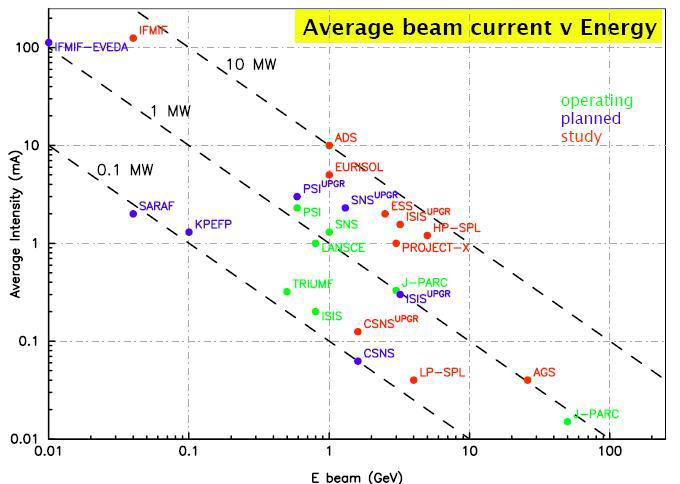 Average beam current v Energy
100
IFMIF
IFMIF-EVEDA
10 MW
operating
planned
study
1 MW
10
ADS
0.1 MW
EURISOL
PSI UPGR
SNS UPGR
SARAF
PSI
ESS
ISIS UPGR
KPEFP
SNS
HP-SPL
1
LANSCE
PROJECT-X
TRIUMF
J-PARC
ISIS UPGR
ISIS
CSNS UPGR
0.1
CSNS
LP-SPL
AGS
J-PARC
0.01
Average Intensity (mA)
0.01
0.1
1
10
100
E beam (GeV)